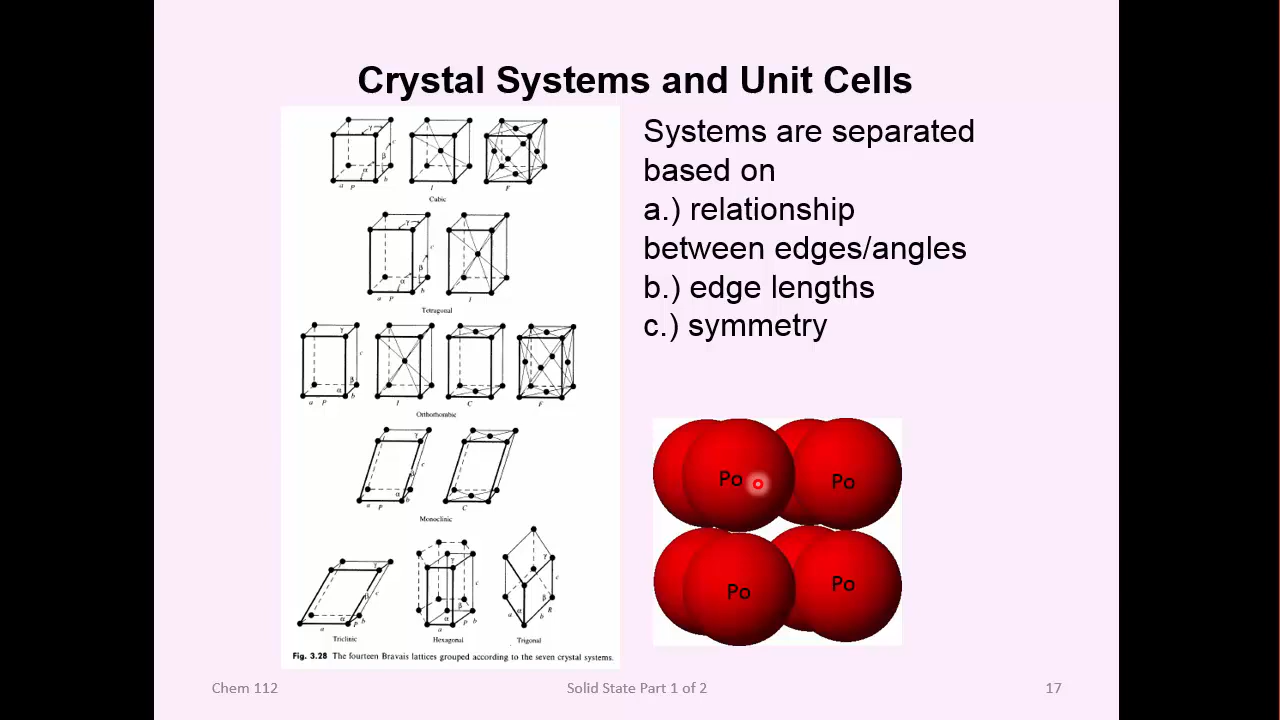 Crystal Systems and Unit Cells
Systems are separated
based on
a.) relationship
between edges/angles
b.) edge lengths
c.) symmetry
γ
c
β
α
a P b
I
F
Cubic
γ
c
β
α
a P b
I
Tetragonal
γ
c
β
α
a P b
I
C
F
Orthorhombic
γ
c
α
a P b
C
Monoclinic
γ
c
β
α
a P b
Triclinic
γ
c
β
α
a P b
Hexagonal
γ
c
β
α
a b R
Trigonal
Fig. 3.28 The fourteen Bravais lattices grouped according to the seven crystal systems.
Po
Po
Po
Po
Chem 112
Solid State Part 1 of 2
17